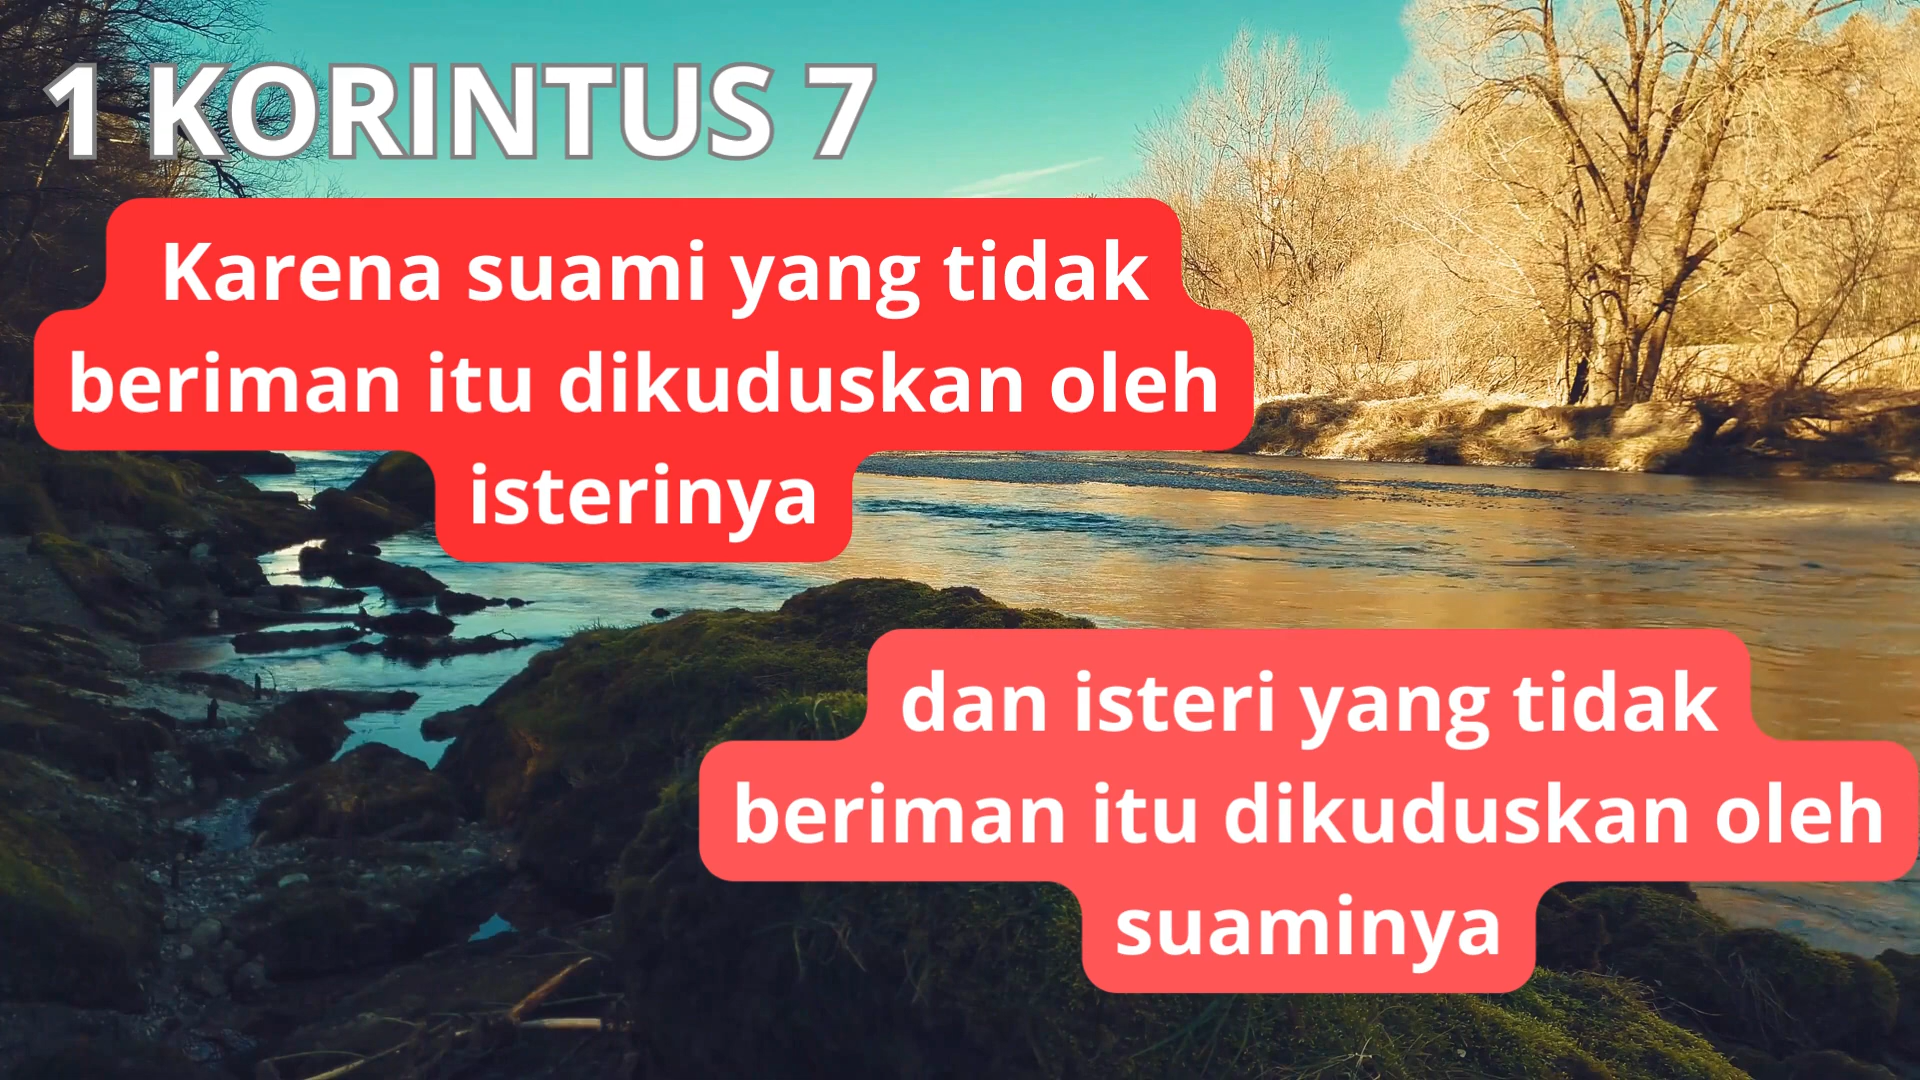 1 KORINTUS 7
Karena suami yang tidak
beriman itu dikuduskan oleh
isterinya
dan isteri yang tidak
beriman itu dikuduskan oleh
suaminya